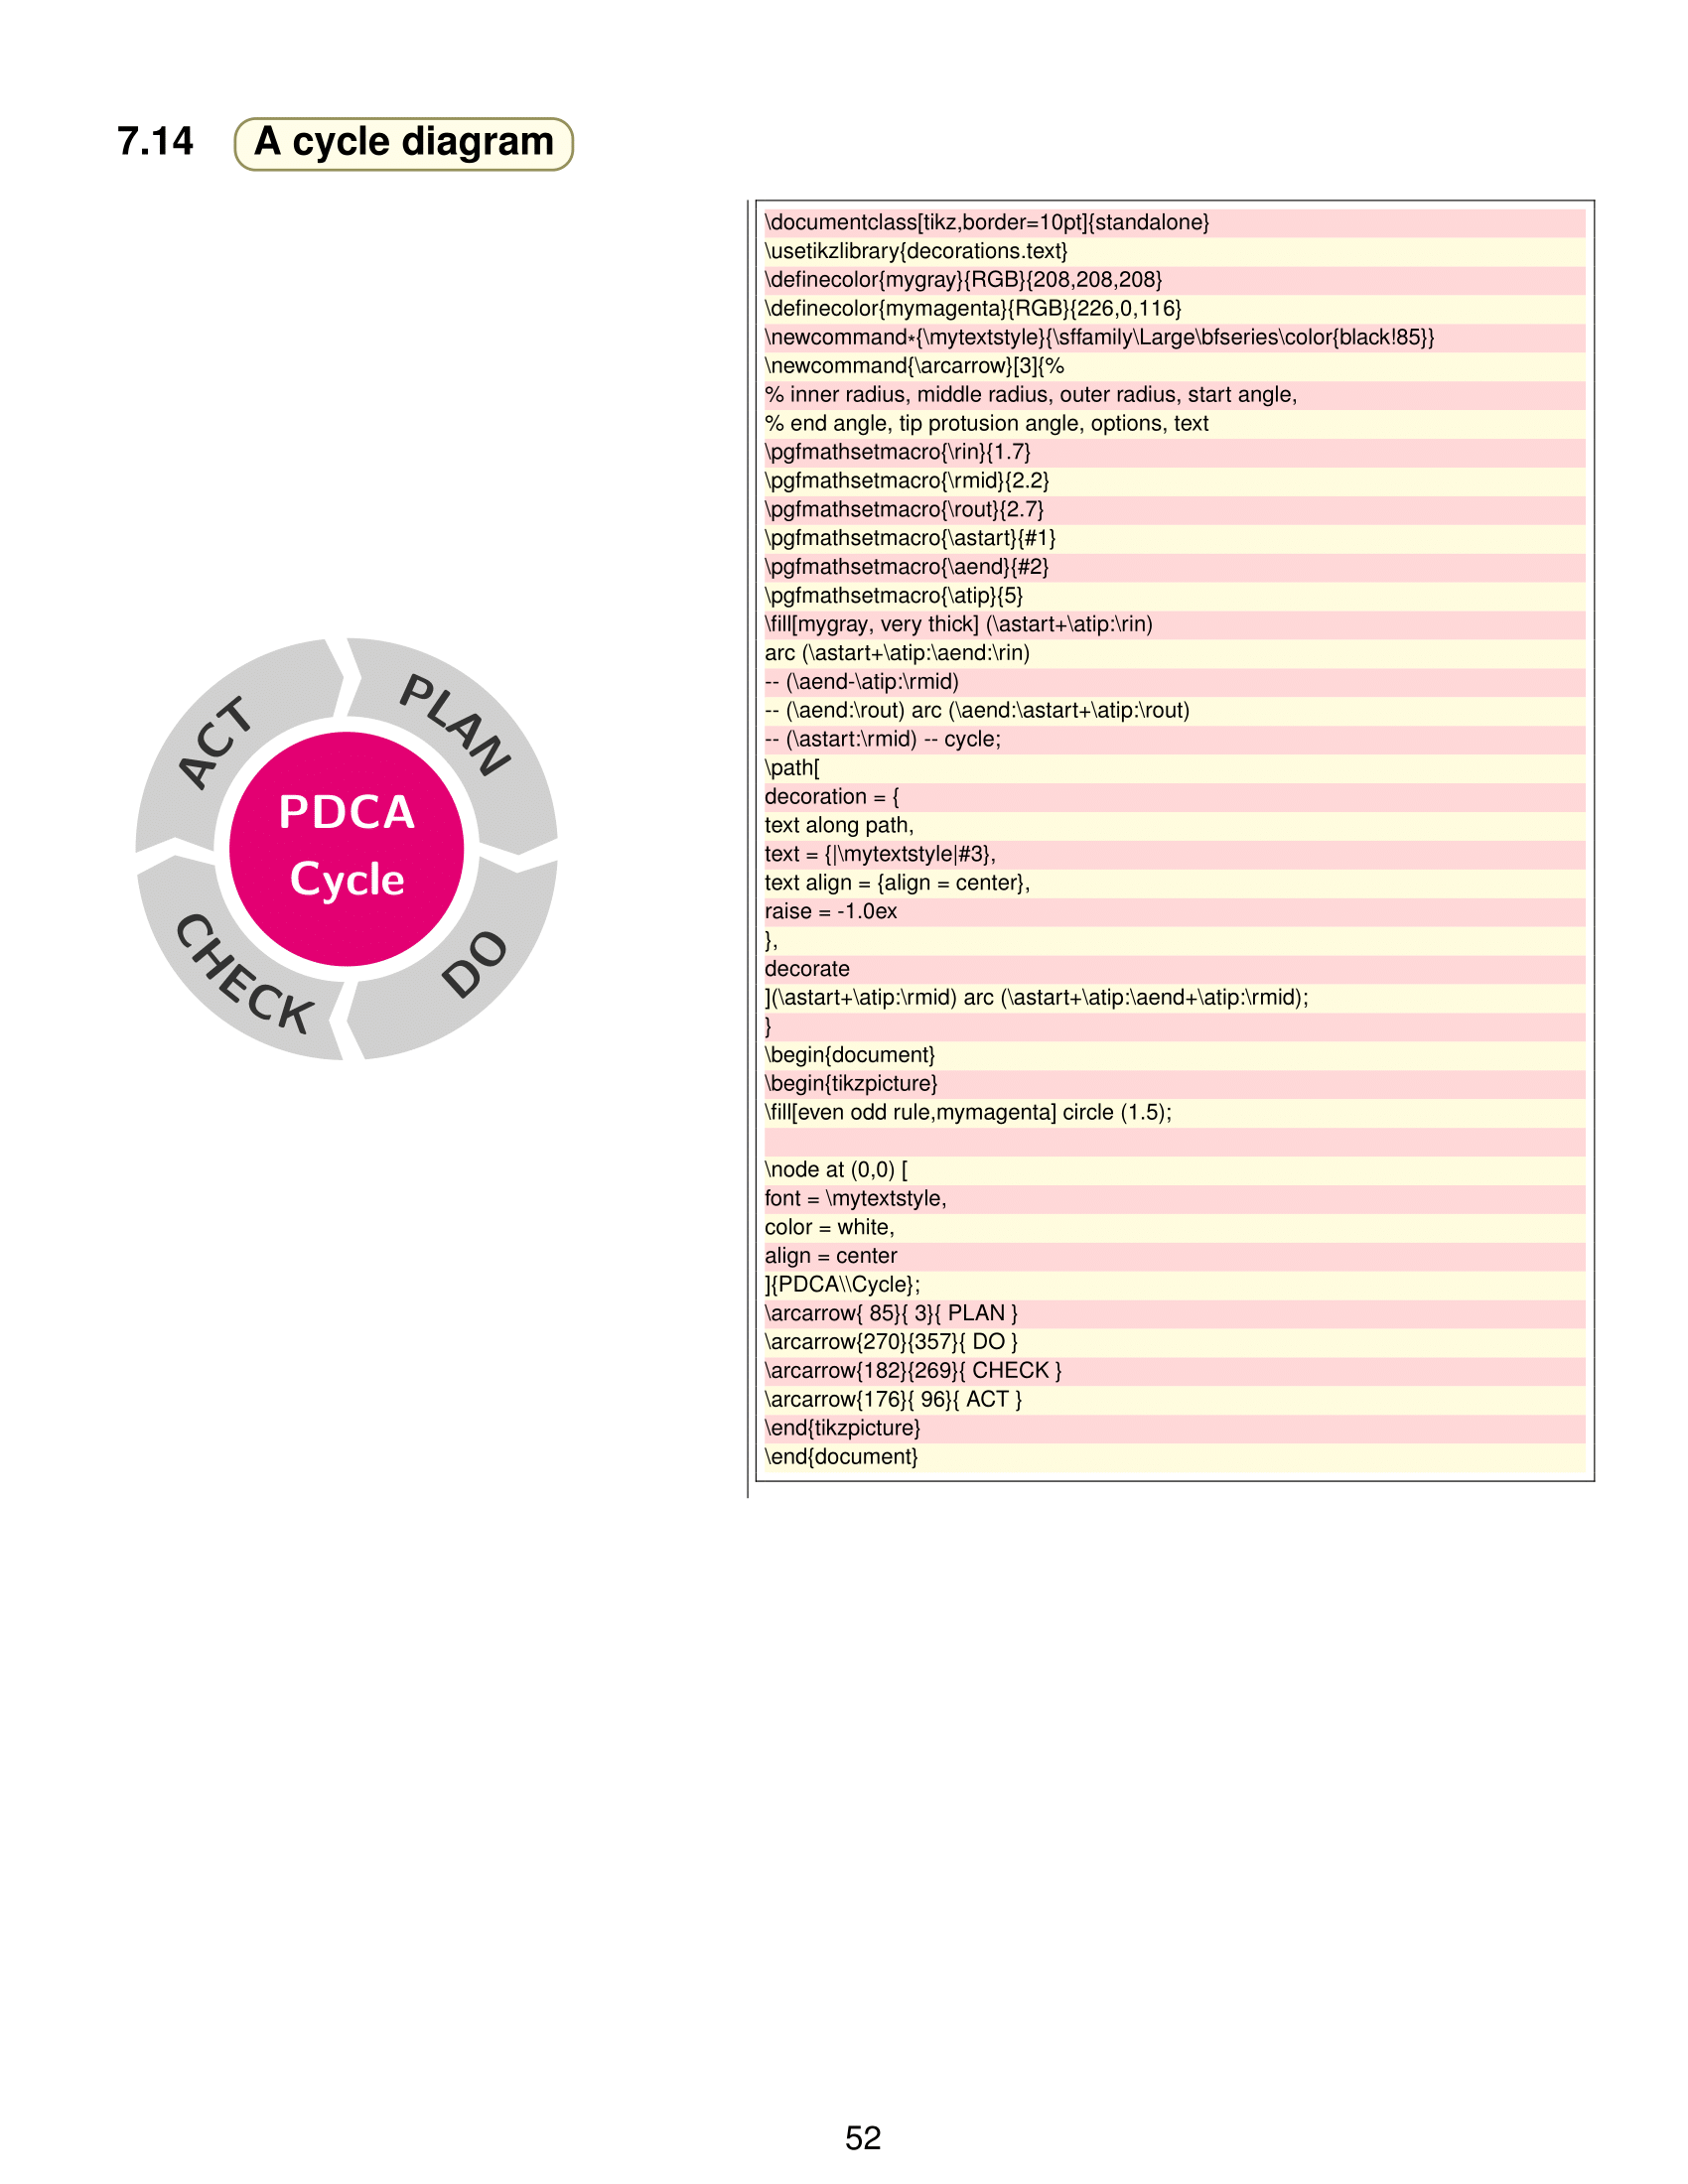 7.14 A cycle diagram
ACT
PLAN
PDCA
Cycle
CHECK
DO
\documentclass[tikz,border=10pt]{standalone}
\usetikzlibrary{decorations.text}
\definecolor{mygray}{RGB}{208,208,208}
\definecolor{mymagenta}{RGB}{226,0,116}
\newcommand*{\mytextstyle}{\sffamily\Large\bfseries\color{black!85}}
\newcommand{\arcarrow}[3]{%
% inner radius, middle radius, outer radius, start angle,
% end angle, tip protusion angle, options, text
\pgfmathsetmacro{\rin}{1.7}
\pgfmathsetmacro{\rmid}{2.2}
\pgfmathsetmacro{\rout}{2.7}
\pgfmathsetmacro{\astart}{#1}
\pgfmathsetmacro{\aend}{#2}
\pgfmathsetmacro{\atip}{5}
\fill[mygray, very thick] (\astart+\atip:\rin)
arc (\astart+\atip:\aend:\rin)
-- (\aend-\atip:\rmid)
-- (\aend:\rout) arc (\aend:\astart+\atip:\rout)
-- (\astart:\rmid) -- cycle;
\path[
decoration = {
text along path,
text = {|\mytextstyle|#3},
text align = {align = center},
raise = -1.0ex
},
decorate
](\astart+\atip:\rmid) arc (\astart+\atip:\aend+\atip:\rmid);
}
\begin{document}
\begin{tikzpicture}
\fill[even odd rule,mymagenta] circle (1.5);
\node at (0,0) [
font = \mytextstyle,
color = white,
align = center
]{PDCA\\Cycle};
\arcarrow{ 85}{ 3}{ PLAN }
\arcarrow{270}{357}{ DO }
\arcarrow{182}{269}{ CHECK }
\arcarrow{176}{ 96}{ ACT }
\end{tikzpicture}
\end{document}
52